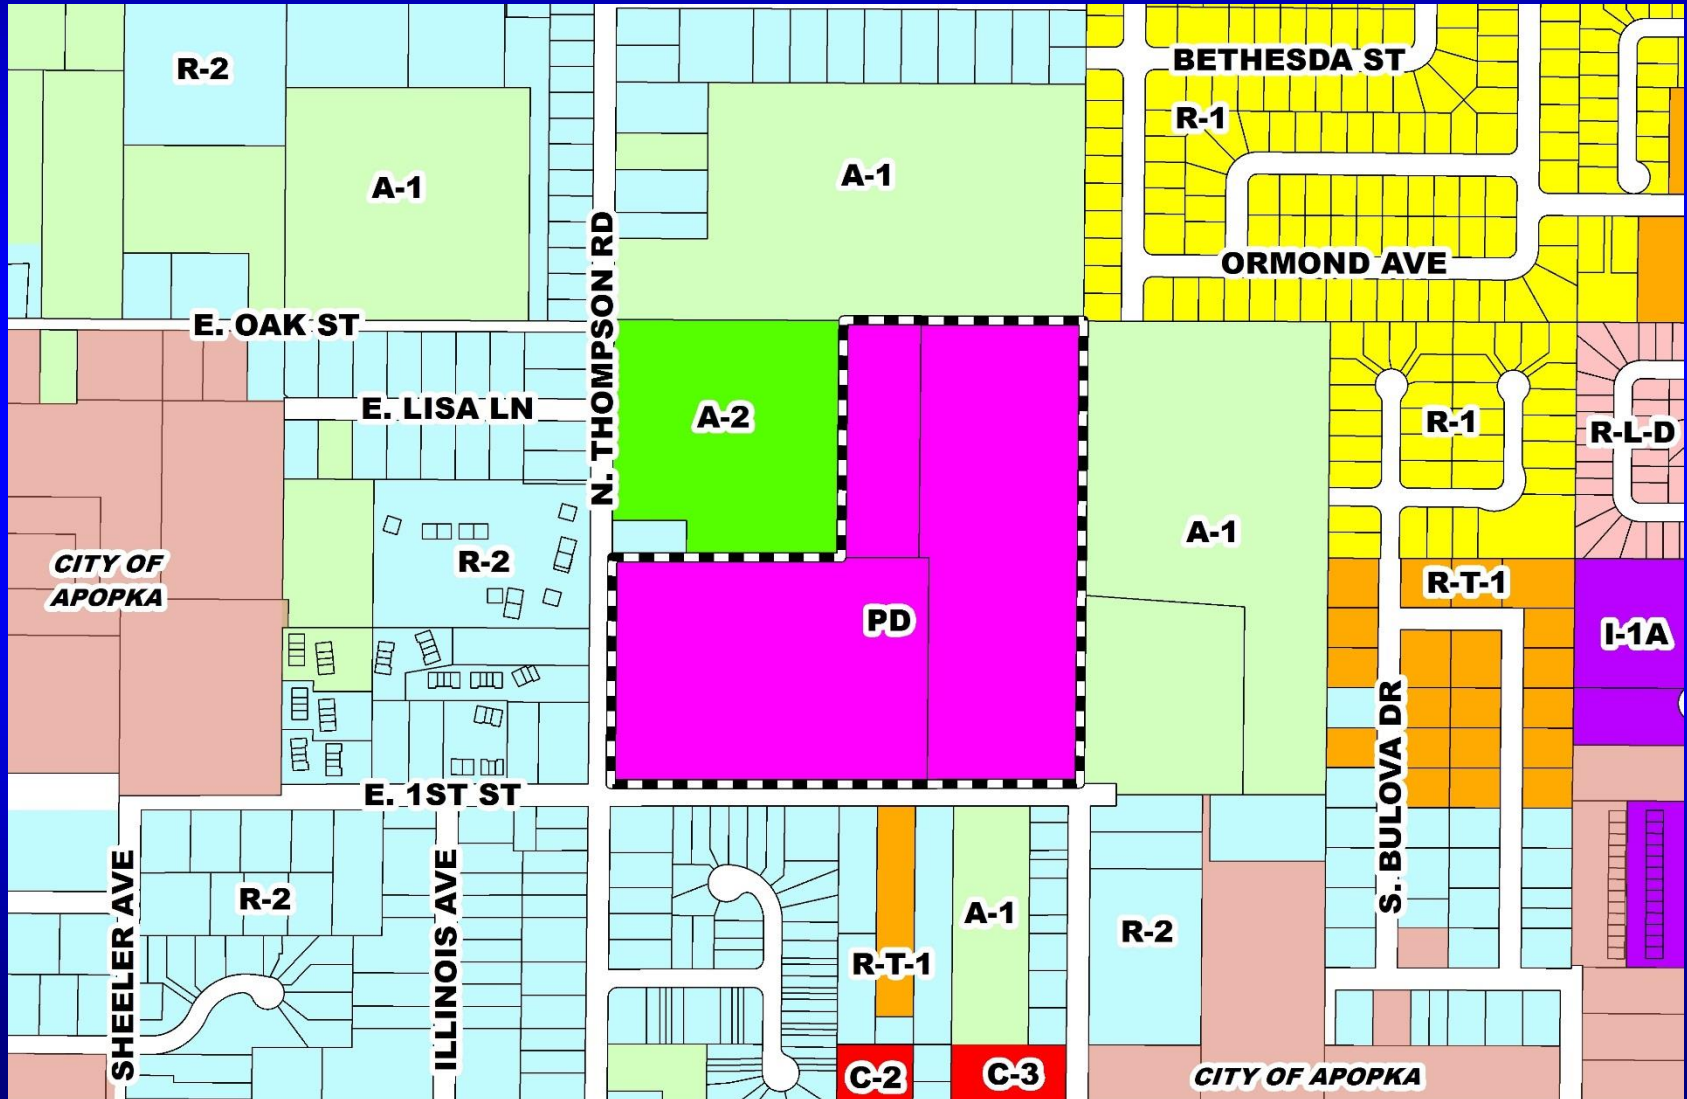 BETHESDA ST
R-2
R-1
A-1
A-1
N. THOMPSON RD
ORMOND AVE
E. OAK ST
E. LISA LN
A-2
R-1
R-L-D
A-1
CITY OF
APOPKA
R-2
R-T-1
PD
I-1A
S. BULOVA DR
E. 1ST ST
SHEELER AVE
ILLINOIS AVE
R-2
A-1
R-2
R-T-1
C-2
C-3
CITY OF APOPKA